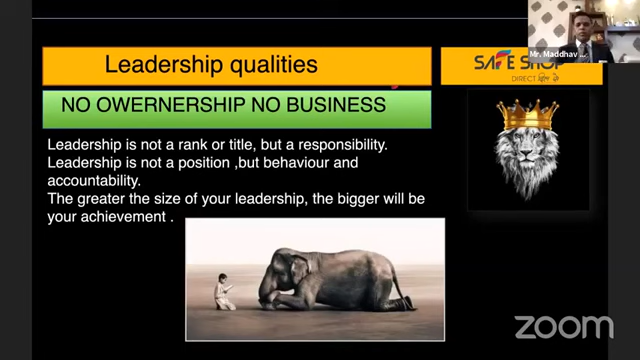 Leadership qualities
SAFE SHOP
DIRECT
Mr. Maddhav ...
NO OWERNERSHIP NO BUSINESS
Leadership is not a rank or title, but a responsibility.
Leadership is not a position ,but behaviour and
accountability.
The greater the size of your leadership, the bigger will be
your achievement .
zoom